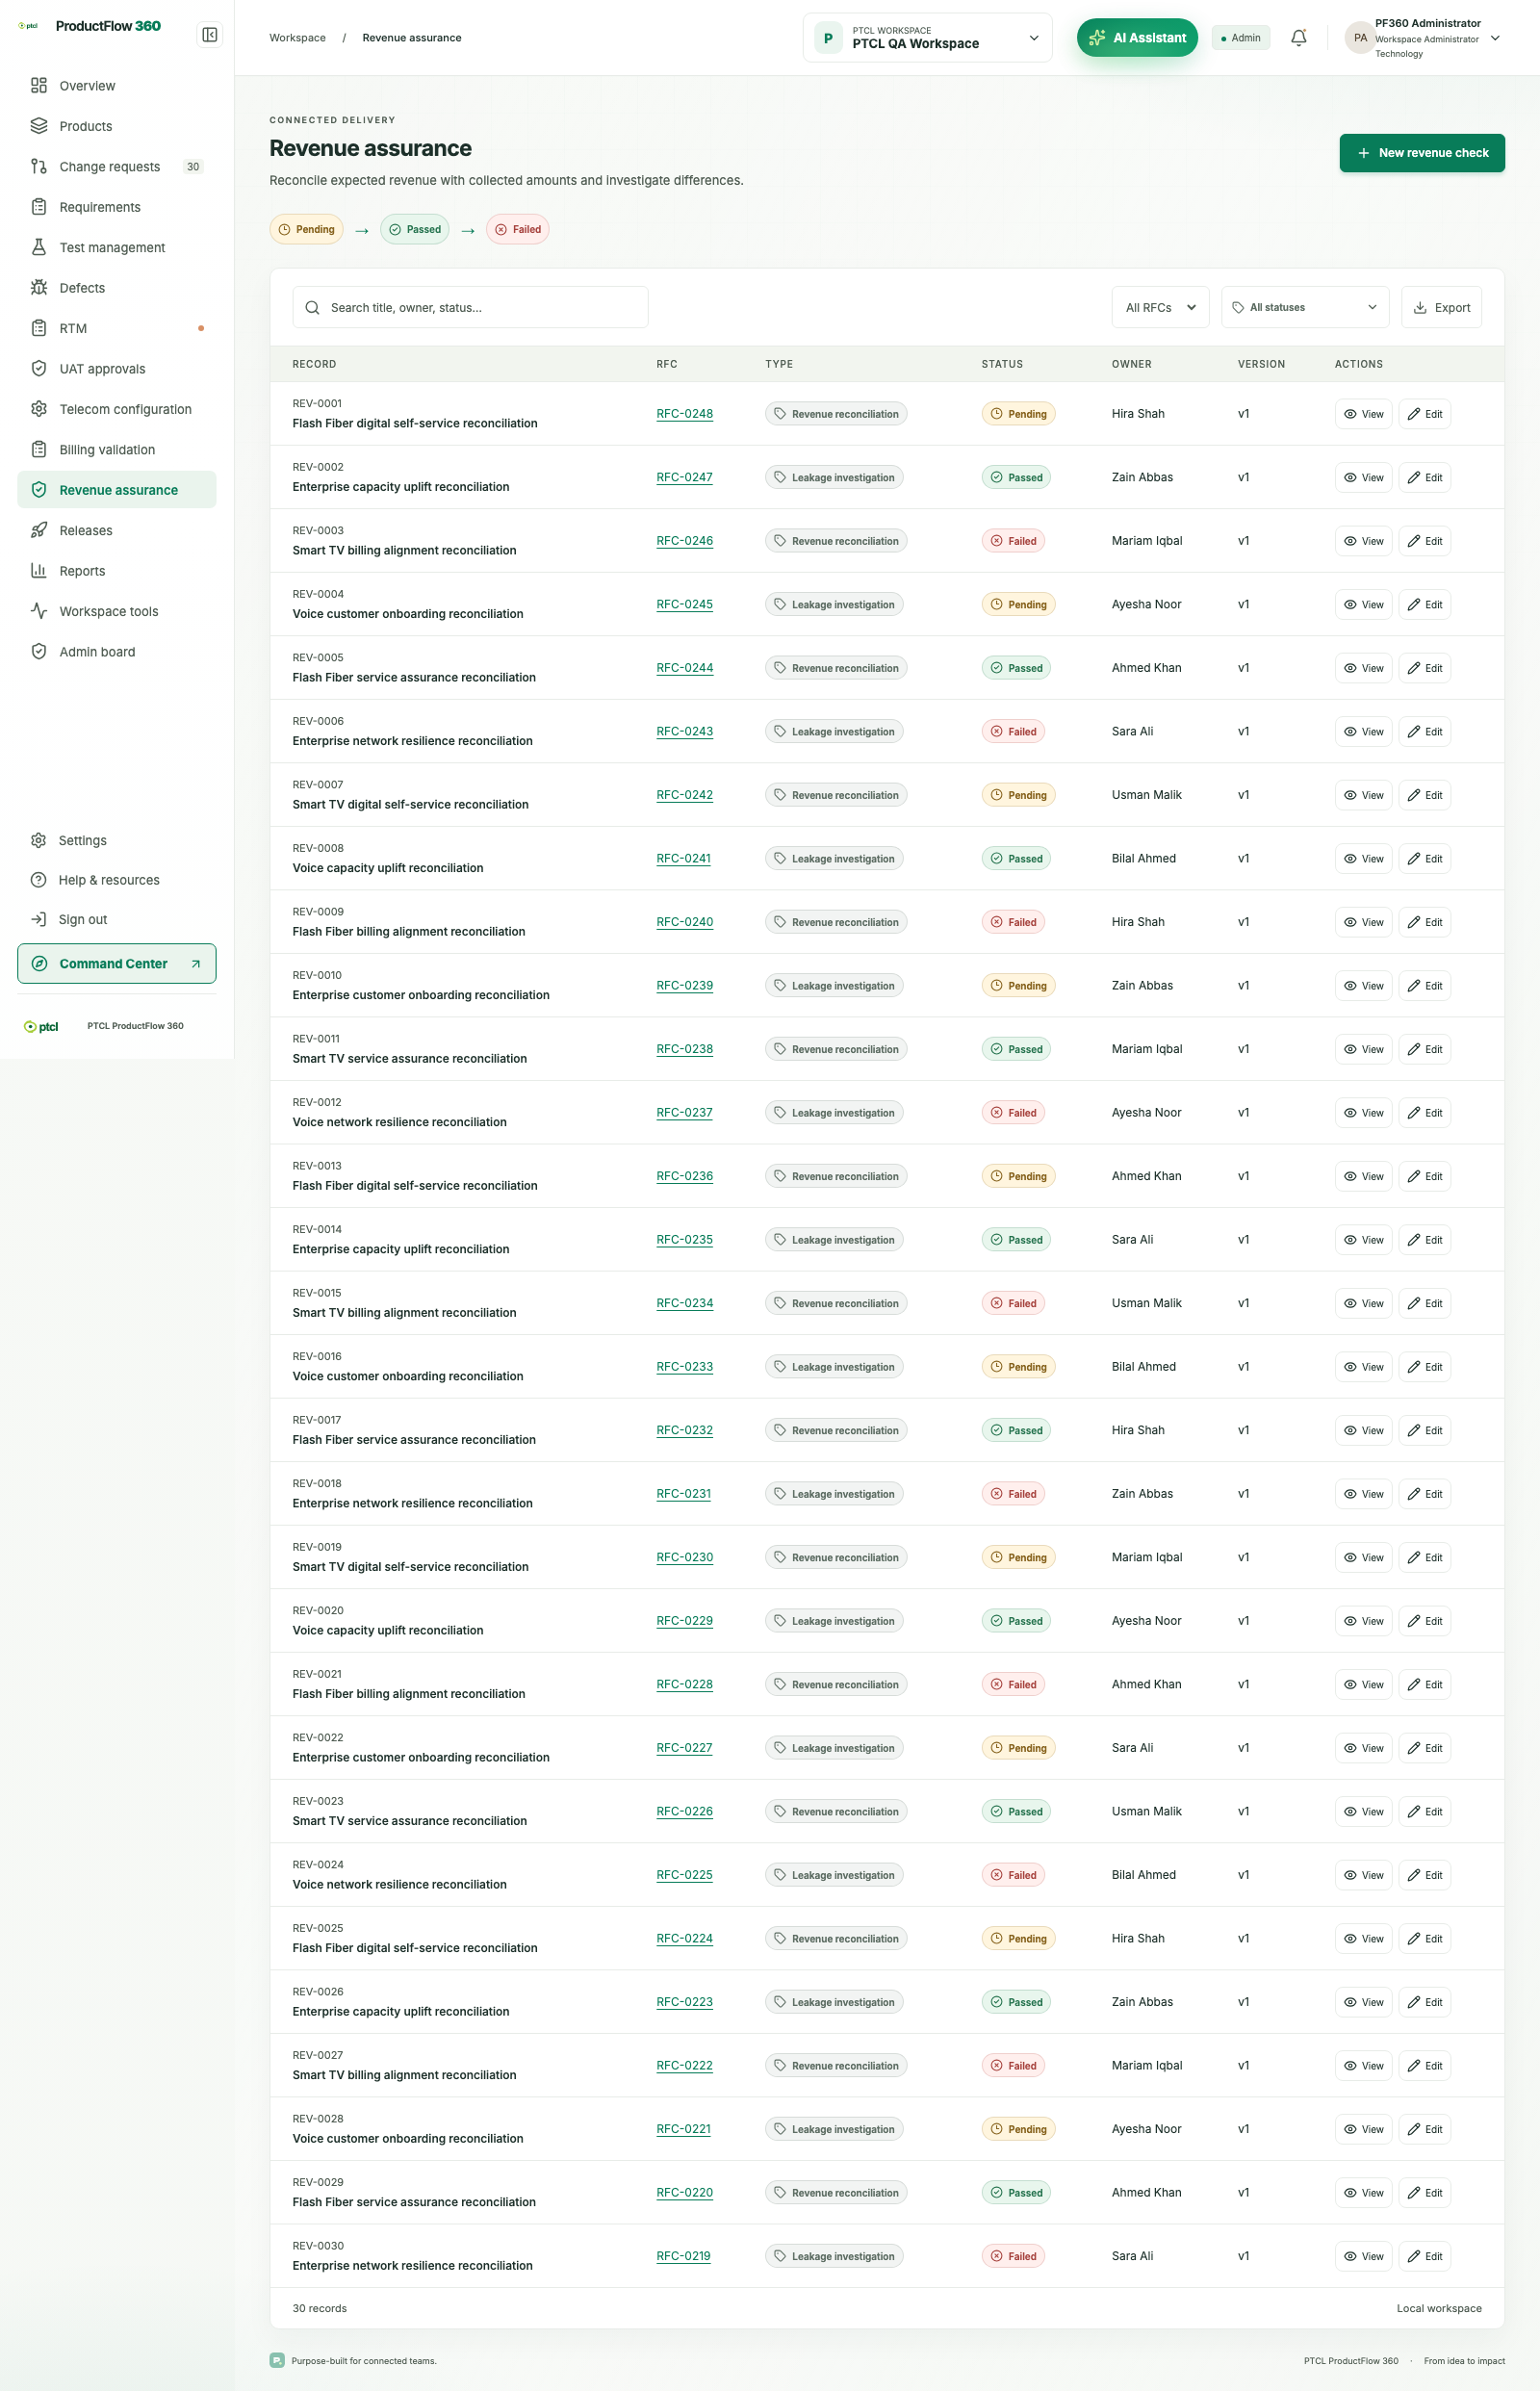 ptcl ProductFlow 360
Overview
Products
Change requests 30
Requirements
Test management
Defects
RTM
UAT approvals
Telecom configuration
Billing validation
Revenue assurance
Releases
Reports
Workspace tools
Admin board
Settings
Help & resources
Sign out
Command Center
ptcl PTCL ProductFlow 360
Workspace / Revenue assurance
P PTCL WORKSPACE
PTCL QA Workspace
AI Assistant
Admin
PA PF360 Administrator
Workspace Administrator
Technology
CONNECTED DELIVERY
Revenue assurance
Reconcile expected revenue with collected amounts and investigate differences.
New revenue check
Pending → Passed → Failed
Search title, owner, status...
All RFCs All statuses Export
RECORD RFC TYPE STATUS OWNER VERSION ACTIONS
REV-0001
Flash Fiber digital self-service reconciliation RFC-0248 Revenue reconciliation Pending Hira Shah v1 View Edit
REV-0002
Enterprise capacity uplift reconciliation RFC-0247 Leakage investigation Passed Zain Abbas v1 View Edit
REV-0003
Smart TV billing alignment reconciliation RFC-0246 Revenue reconciliation Failed Mariam Iqbal v1 View Edit
REV-0004
Voice customer onboarding reconciliation RFC-0245 Leakage investigation Pending Ayesha Noor v1 View Edit
REV-0005
Flash Fiber service assurance reconciliation RFC-0244 Revenue reconciliation Passed Ahmed Khan v1 View Edit
REV-0006
Enterprise network resilience reconciliation RFC-0243 Leakage investigation Failed Sara Ali v1 View Edit
REV-0007
Smart TV digital self-service reconciliation RFC-0242 Revenue reconciliation Pending Usman Malik v1 View Edit
REV-0008
Voice capacity uplift reconciliation RFC-0241 Leakage investigation Passed Bilal Ahmed v1 View Edit
REV-0009
Flash Fiber billing alignment reconciliation RFC-0240 Revenue reconciliation Failed Hira Shah v1 View Edit
REV-0010
Enterprise customer onboarding reconciliation RFC-0239 Leakage investigation Pending Zain Abbas v1 View Edit
REV-0011
Smart TV service assurance reconciliation RFC-0238 Revenue reconciliation Passed Mariam Iqbal v1 View Edit
REV-0012
Voice network resilience reconciliation RFC-0237 Leakage investigation Failed Ayesha Noor v1 View Edit
REV-0013
Flash Fiber digital self-service reconciliation RFC-0236 Revenue reconciliation Pending Ahmed Khan v1 View Edit
REV-0014
Enterprise capacity uplift reconciliation RFC-0235 Leakage investigation Passed Sara Ali v1 View Edit
REV-0015
Smart TV billing alignment reconciliation RFC-0234 Revenue reconciliation Failed Usman Malik v1 View Edit
REV-0016
Voice customer onboarding reconciliation RFC-0233 Leakage investigation Pending Bilal Ahmed v1 View Edit
REV-0017
Flash Fiber service assurance reconciliation RFC-0232 Revenue reconciliation Passed Hira Shah v1 View Edit
REV-0018
Enterprise network resilience reconciliation RFC-0231 Leakage investigation Failed Zain Abbas v1 View Edit
REV-0019
Smart TV digital self-service reconciliation RFC-0230 Revenue reconciliation Pending Mariam Iqbal v1 View Edit
REV-0020
Voice capacity uplift reconciliation RFC-0229 Leakage investigation Passed Ayesha Noor v1 View Edit
REV-0021
Flash Fiber billing alignment reconciliation RFC-0228 Revenue reconciliation Failed Ahmed Khan v1 View Edit
REV-0022
Enterprise customer onboarding reconciliation RFC-0227 Leakage investigation Pending Sara Ali v1 View Edit
REV-0023
Smart TV service assurance reconciliation RFC-0226 Revenue reconciliation Passed Usman Malik v1 View Edit
REV-0024
Voice network resilience reconciliation RFC-0225 Leakage investigation Failed Bilal Ahmed v1 View Edit
REV-0025
Flash Fiber digital self-service reconciliation RFC-0224 Revenue reconciliation Pending Hira Shah v1 View Edit
REV-0026
Enterprise capacity uplift reconciliation RFC-0223 Leakage investigation Passed Zain Abbas v1 View Edit
REV-0027
Smart TV billing alignment reconciliation RFC-0222 Revenue reconciliation Failed Mariam Iqbal v1 View Edit
REV-0028
Voice customer onboarding reconciliation RFC-0221 Leakage investigation Pending Ayesha Noor v1 View Edit
REV-0029
Flash Fiber service assurance reconciliation RFC-0220 Revenue reconciliation Passed Ahmed Khan v1 View Edit
REV-0030
Enterprise network resilience reconciliation RFC-0219 Leakage investigation Failed Sara Ali v1 View Edit
30 records Local workspace
P. Purpose-built for connected teams. PTCL ProductFlow 360 · From idea to impact